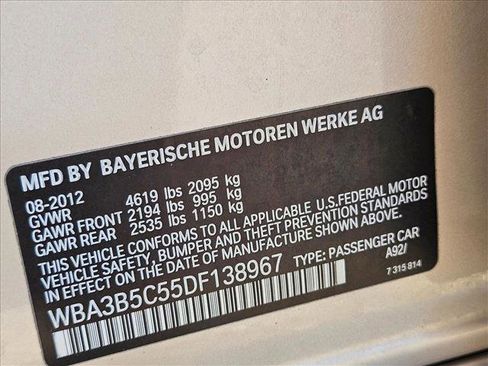 MFD BY BAYERISCHE MOTOREN WERKE AG
08-2012
GVWR 4619 lbs 2095 kg
GAWR FRONT 2194 lbs 995 kg
GAWR REAR 2535 lbs 1150 kg
THIS VEHICLE CONFORMS TO ALL APPLICABLE U.S.FEDERAL MOTOR
VEHICLE SAFETY, BUMPER AND THEFT PREVENTION STANDARDS
IN EFFECT ON THE DATE OF MANUFACTURE SHOWN ABOVE.
WBA3B5C55DF138967 TYPE: PASSENGER CAR
A92/
7 315 814